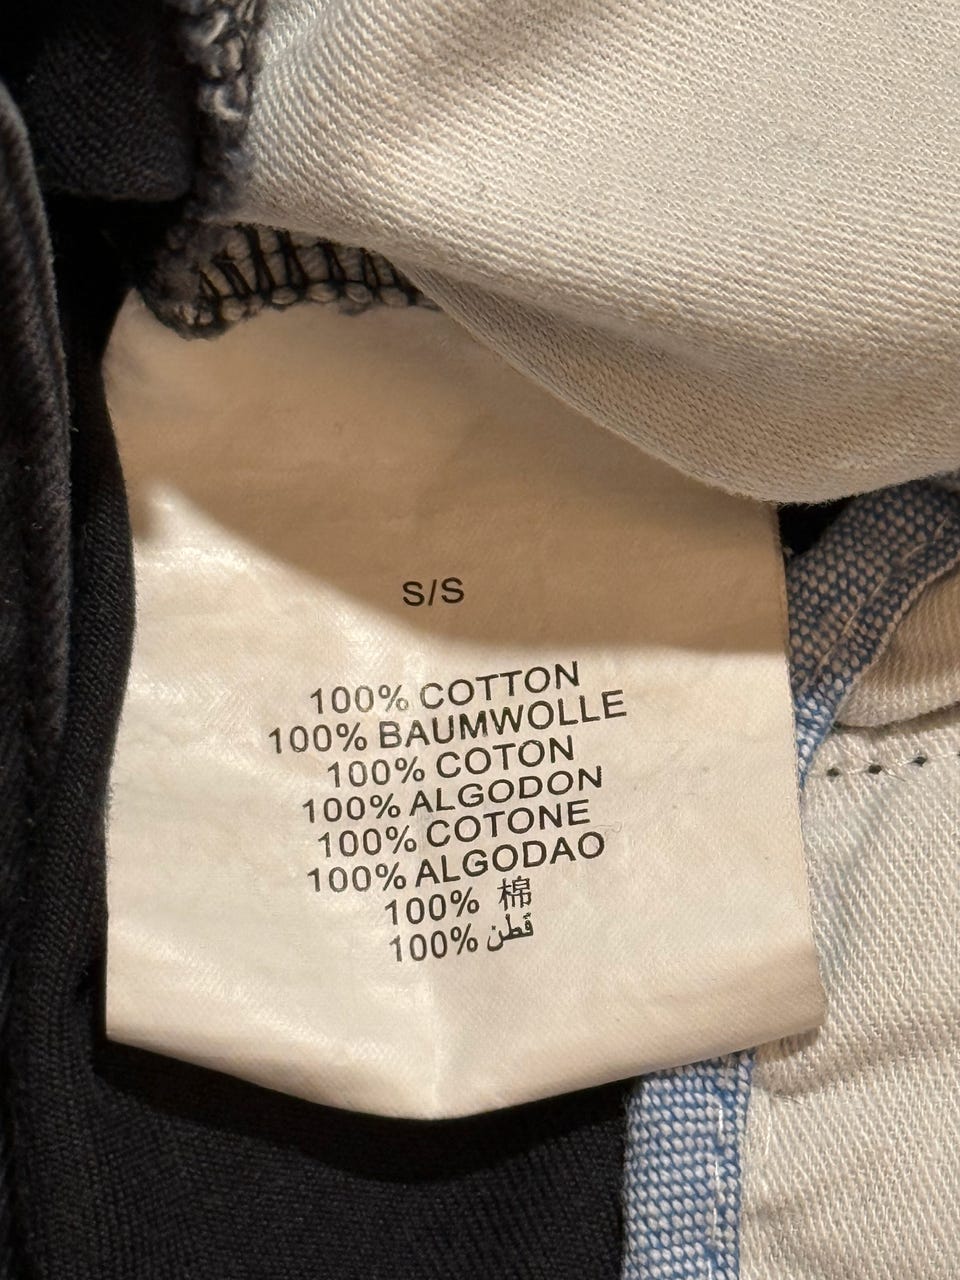 S/S
100% COTTON
100% BAUMWOLLE
100% COTON
100% ALGODON
100% COTONE
100% ALGODAO
100% 棉
100% قطن